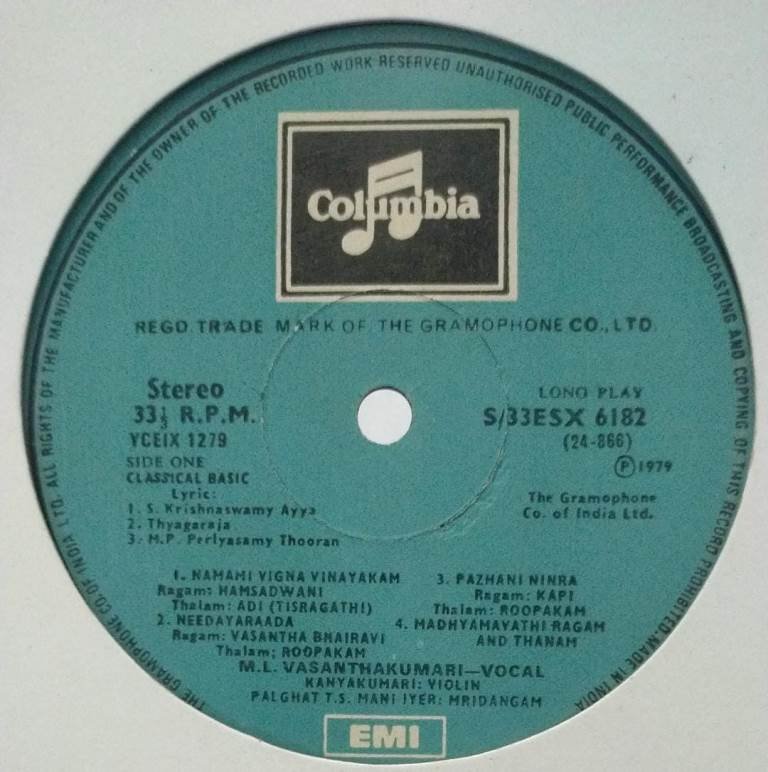 THE GRAMOPHONE CO. OF INDIA LTD. ALL RIGHTS OF THE MANUFACTURER AND OF THE OWNER OF THE RECORDED WORK RESERVED UNAUTHORISED PUBLIC PERFORMANCE BROADCASTING AND COPYING OF THIS RECORD PROHIBITED. MADE IN INDIA
Columbia
REGD. TRADE MARK OF THE GRAMOPHONE CO., LTD.
Stereo
33⅓ R.P.M.
YCEIX 1279
SIDE ONE
CLASSICAL BASIC
Lyric:
1. S. Krishnaswamy Ayya
2. Thyagaraja
3. M.P. Periyasamy Thooran
LONG PLAY
S/33ESX 6182
(24-866)
Ⓟ1979
The Gramophone
Co. of India Ltd.
1. NAMAMI VIGNA VINAYAKAM
Ragam: HAMSADWANI
Thalam: ADI (TISRAGATHI)
2. NEEDAYARAADA
Ragam: VASANTHA BHAIRAVI
Thalam; ROOPAKAM
3. PAZHANI NINRA
Ragam: KAPI
Thalam: ROOPAKAM
4. MADHYAMAVATHI RAGAM
AND THANAM
M.L. VASANTHAKUMARI—VOCAL
KANYAKUMARI: VIOLIN
PALGHAT T.S. MANI IYER: MRIDANGAM
EMI